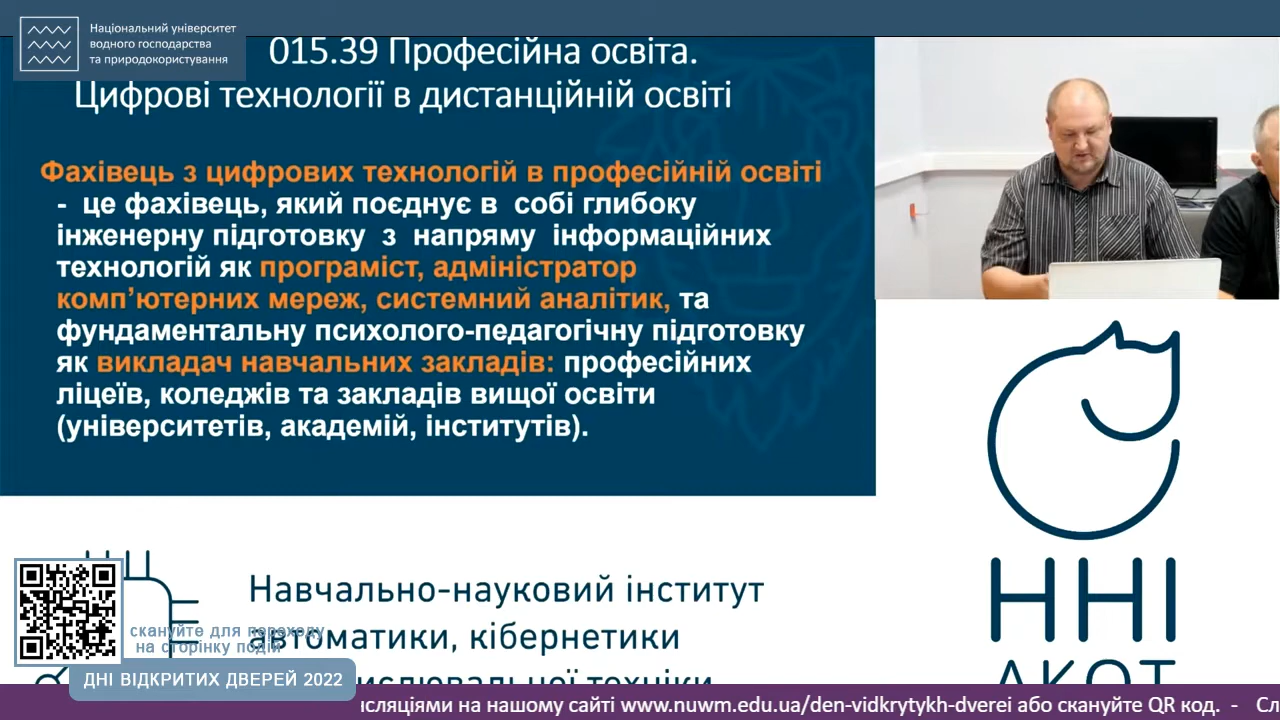 Національний університет
водного господарства
та природокористування
015.39 Професійна освіта.
Цифрові технології в дистанційній освіті
Фахівець з цифрових технологій в професійній освіті
- це фахівець, який поєднує в собі глибоку
інженерну підготовку з напряму інформаційних
технологій як програміст, адміністратор
комп’ютерних мереж, системний аналітик, та
фундаментальну психолого-педагогічну підготовку
як викладач навчальних закладів: професійних
ліцеїв, коледжів та закладів вищої освіти
(університетів, академій, інститутів).
ННІ
АКОТ
Навчально-науковий інститут
автоматики, кібернетики
техніки
скануйте для переходу
на сторінку події
ДНІ ВІДКРИТИХ ДВЕРЕЙ 2022
нашому сайті www.nuwm.edu.ua/den-vidkrytykh-dverei або скануйте QR код. -